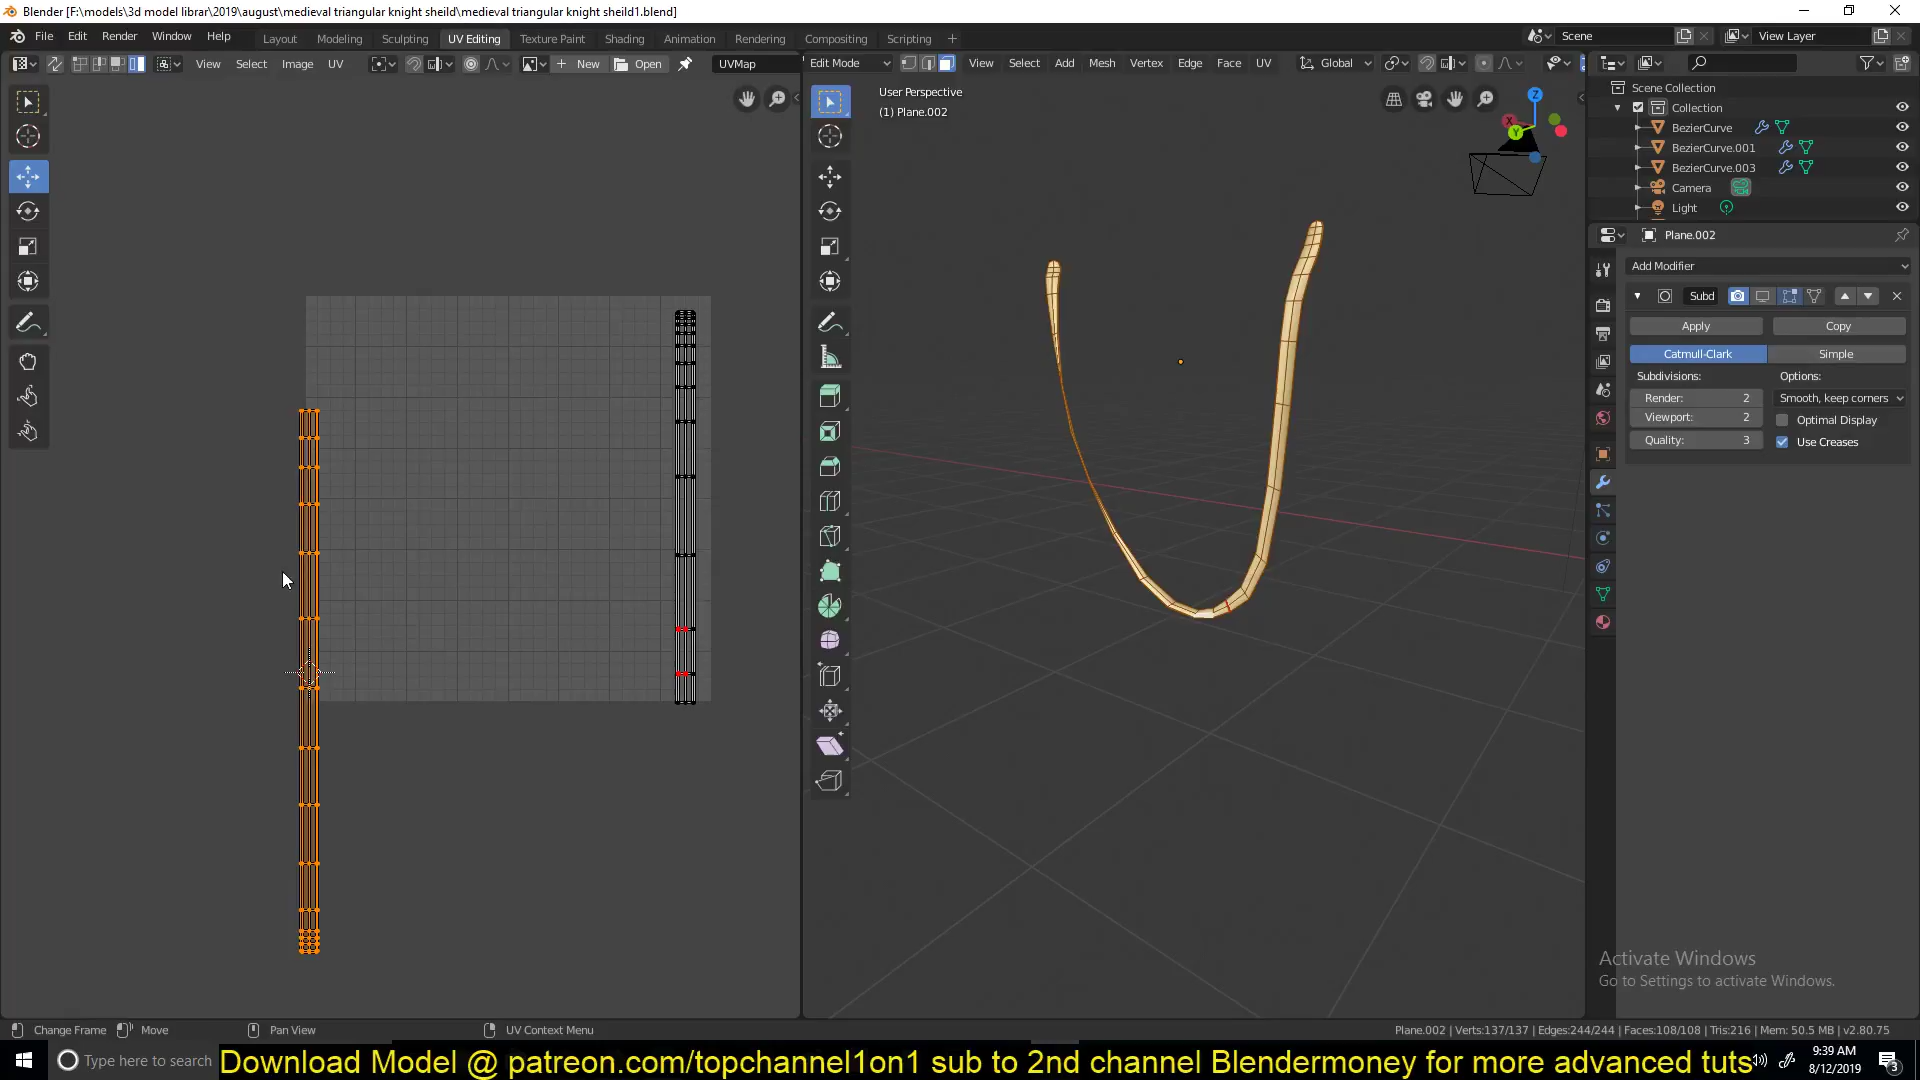 Blender [F:\models\3d model librar\2019\august\medieval triangular knight sheild\medieval triangular knight sheild1.blend]
File Edit Render Window Help Layout Modeling Sculpting UV Editing Texture Paint Shading Animation Rendering Compositing Scripting Scene View Layer
View Select Image UV New Open UVMap Edit Mode View Select Add Mesh Vertex Edge Face UV Global
User Perspective
(1) Plane.002
Z
X
Y
Scene Collection
Collection
BezierCurve
BezierCurve.001
BezierCurve.003
Camera
Light
Plane.002
Add Modifier
Subd
Apply Copy
Catmull-Clark Simple
Subdivisions: Options:
Render: 2 Smooth, keep corners
Viewport: 2 Optimal Display
Quality: 3 Use Creases
Activate Windows
Go to Settings to activate Windows.
Change Frame Move Pan View UV Context Menu Plane.002 | Verts:137/137 | Edges:244/244 | Faces:108/108 | Tris:216 | Mem: 50.5 MB | v2.80.75
Type here to search
Download Model @ patreon.com/topchannel1on1 sub to 2nd channel Blendermoney for more advanced tuts
9:39 AM
8/12/2019
3